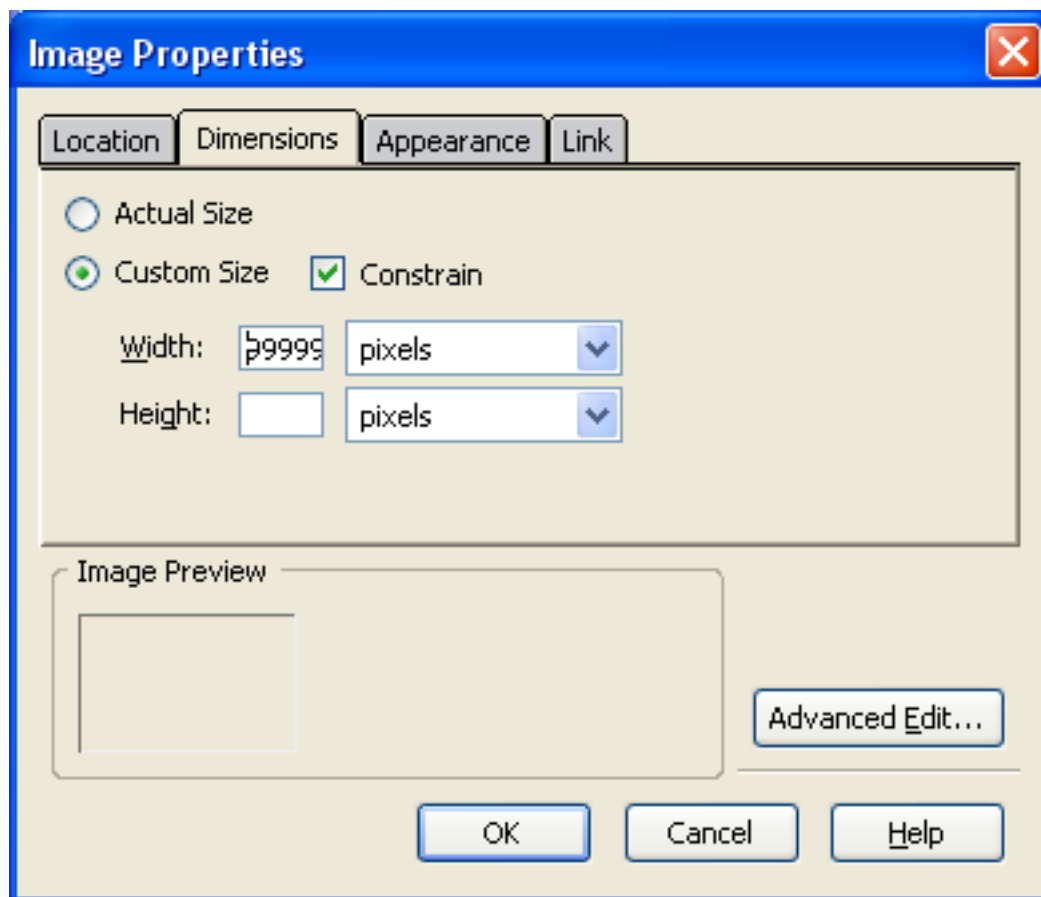 Image Properties
Location Dimensions Appearance Link
Actual Size
Custom Size Constrain
Width: 99999 pixels
Height: pixels
Image Preview
Advanced Edit...
OK Cancel Help